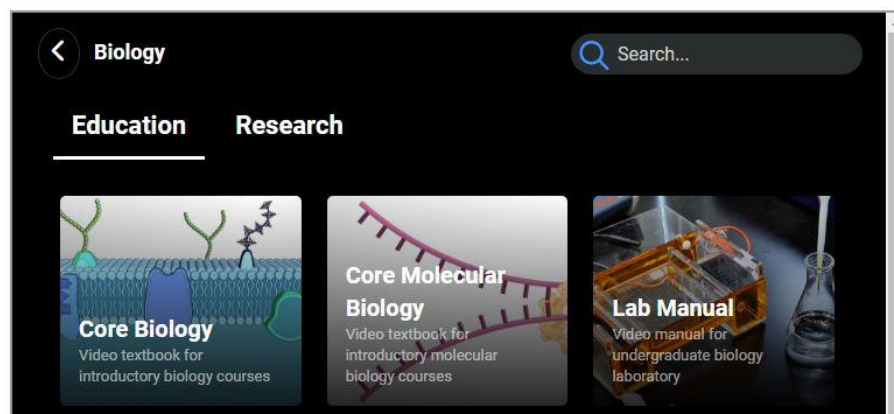 Biology
Search...
Education
Research
Core Biology
Video textbook for
introductory biology courses
Core Molecular
Biology
Video textbook for
introductory molecular
biology courses
Lab Manual
Video manual for
undergraduate biology
laboratory